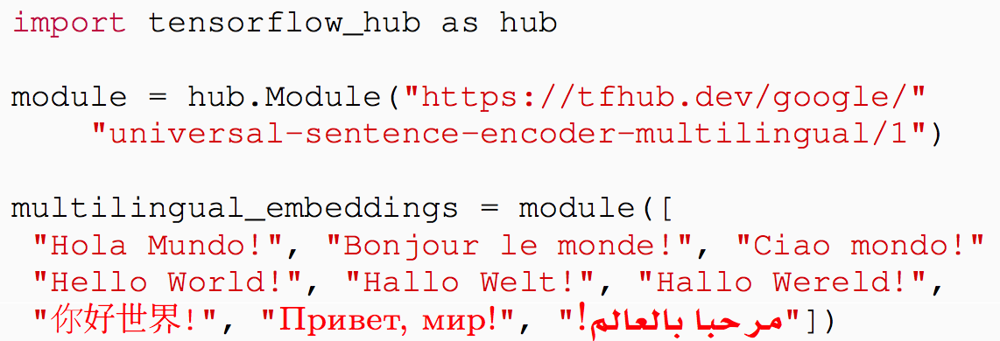 import tensorflow_hub as hub
module = hub.Module("https://tfhub.dev/google/"
"universal-sentence-encoder-multilingual/1")
multilingual_embeddings = module([
"Hola Mundo!", "Bonjour le monde!", "Ciao mondo!"
"Hello World!", "Hallo Welt!", "Hallo Wereld!",
"你好世界!", "Привет, мир!", "مرحبا بالعالم!"])